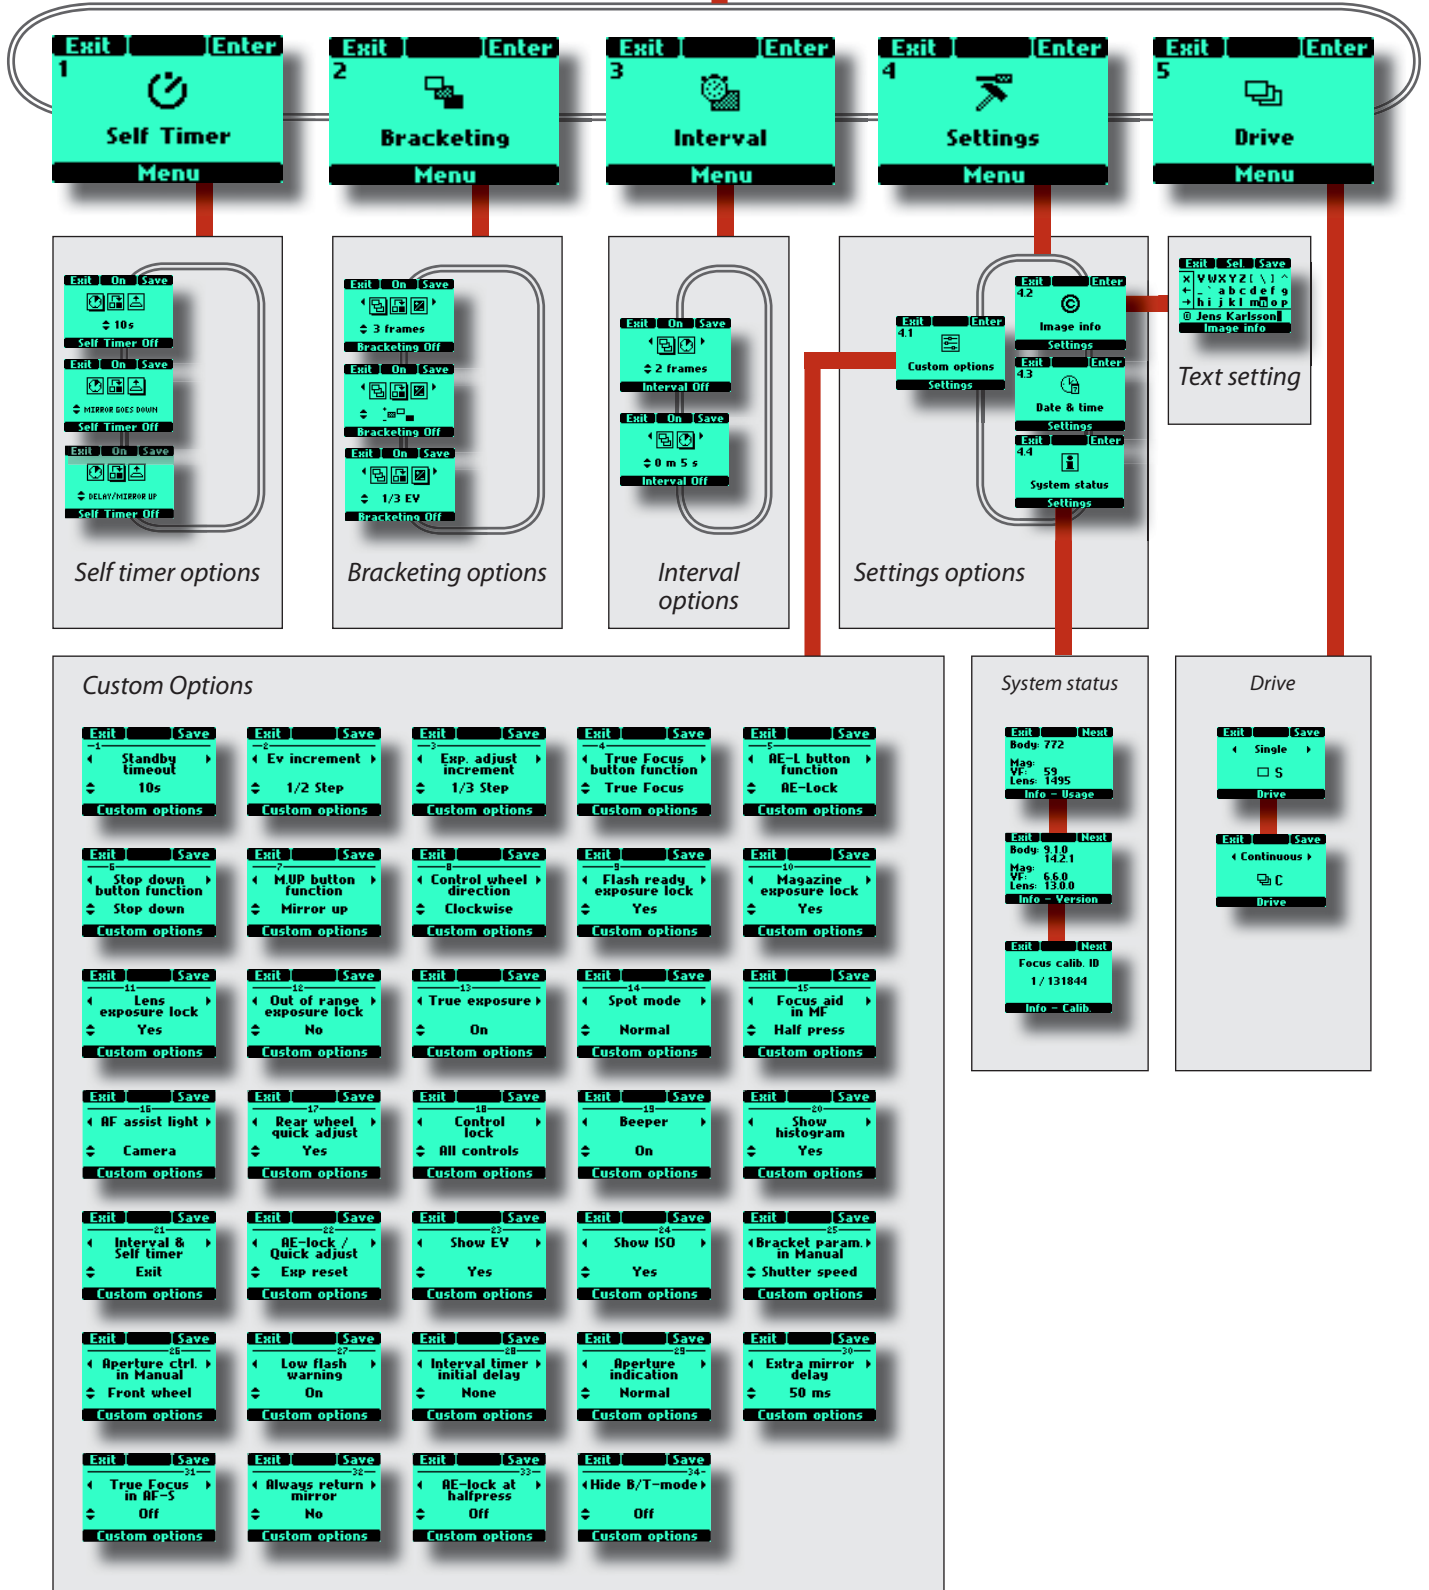 Exit Enter
1
Self Timer
Menu
Exit Enter
2
Bracketing
Menu
Exit Enter
3
Interval
Menu
Exit Enter
4
Settings
Menu
Exit Enter
5
Drive
Menu
Exit On Save
10s
Self Timer Off
Exit On Save
MIRROR GOES DOWN
Self Timer Off
Exit On Save
DELAY/MIRROR UP
Self Timer Off
Self timer options
Exit On Save
3 frames
Bracketing Off
Exit On Save
Bracketing Off
Exit On Save
1/3 EV
Bracketing Off
Bracketing options
Exit On Save
2 frames
Interval Off
Exit On Save
0 m 5 s
Interval Off
Interval
options
Exit Enter
4.1
Custom options
Settings
Exit Enter
4.2
©
Image info
Settings
Exit Enter
4.3
Date & time
Settings
Exit Enter
4.4
System status
Settings
Settings options
Exit Sel. Save
× V W X Y Z [ \ ] ^
← _ ` a b c d e f g
→ h i j k l m n o p
© Jens Karlsson
Image info
Text setting
Custom Options
Exit Save
1
Standby
timeout
10s
Custom options
Exit Save
2
Ev increment
1/2 Step
Custom options
Exit Save
3
Exp. adjust
increment
1/3 Step
Custom options
Exit Save
4
True Focus
button function
True Focus
Custom options
Exit Save
5
AE-L button
function
AE-Lock
Custom options
Exit Save
6
Stop down
button function
Stop down
Custom options
Exit Save
7
M.UP button
function
Mirror up
Custom options
Exit Save
8
Control wheel
direction
Clockwise
Custom options
Exit Save
9
Flash ready
exposure lock
Yes
Custom options
Exit Save
10
Magazine
exposure lock
Yes
Custom options
Exit Save
11
Lens
exposure lock
Yes
Custom options
Exit Save
12
Out of range
exposure lock
No
Custom options
Exit Save
13
True exposure
On
Custom options
Exit Save
14
Spot mode
Normal
Custom options
Exit Save
15
Focus aid
in MF
Half press
Custom options
Exit Save
16
AF assist light
Camera
Custom options
Exit Save
17
Rear wheel
quick adjust
Yes
Custom options
Exit Save
18
Control
lock
All controls
Custom options
Exit Save
19
Beeper
On
Custom options
Exit Save
20
Show
histogram
Yes
Custom options
Exit Save
21
Interval &
Self timer
Exit
Custom options
Exit Save
22
AE-lock /
Quick adjust
Exp reset
Custom options
Exit Save
23
Show EV
Yes
Custom options
Exit Save
24
Show ISO
Yes
Custom options
Exit Save
25
Bracket param.
in Manual
Shutter speed
Custom options
Exit Save
26
Aperture ctrl.
in Manual
Front wheel
Custom options
Exit Save
27
Low flash
warning
On
Custom options
Exit Save
28
Interval timer
initial delay
None
Custom options
Exit Save
29
Aperture
indication
Normal
Custom options
Exit Save
30
Extra mirror
delay
50 ms
Custom options
Exit Save
31
True Focus
in AF-S
Off
Custom options
Exit Save
32
Always return
mirror
No
Custom options
Exit Save
33
AE-lock at
halfpress
Off
Custom options
Exit Save
34
Hide B/T-mode
Off
Custom options
System status
Exit Next
Body: 772
Mag:
VF: 59
Lens: 1495
Info - Usage
Exit Next
Body: 9.1.0
14.2.1
Mag:
VF: 6.6.0
Lens: 13.0.0
Info - Version
Exit Next
Focus calib. ID
1 / 131844
Info - Calib.
Drive
Exit Save
Single
S
Drive
Exit Save
Continuous
C
Drive